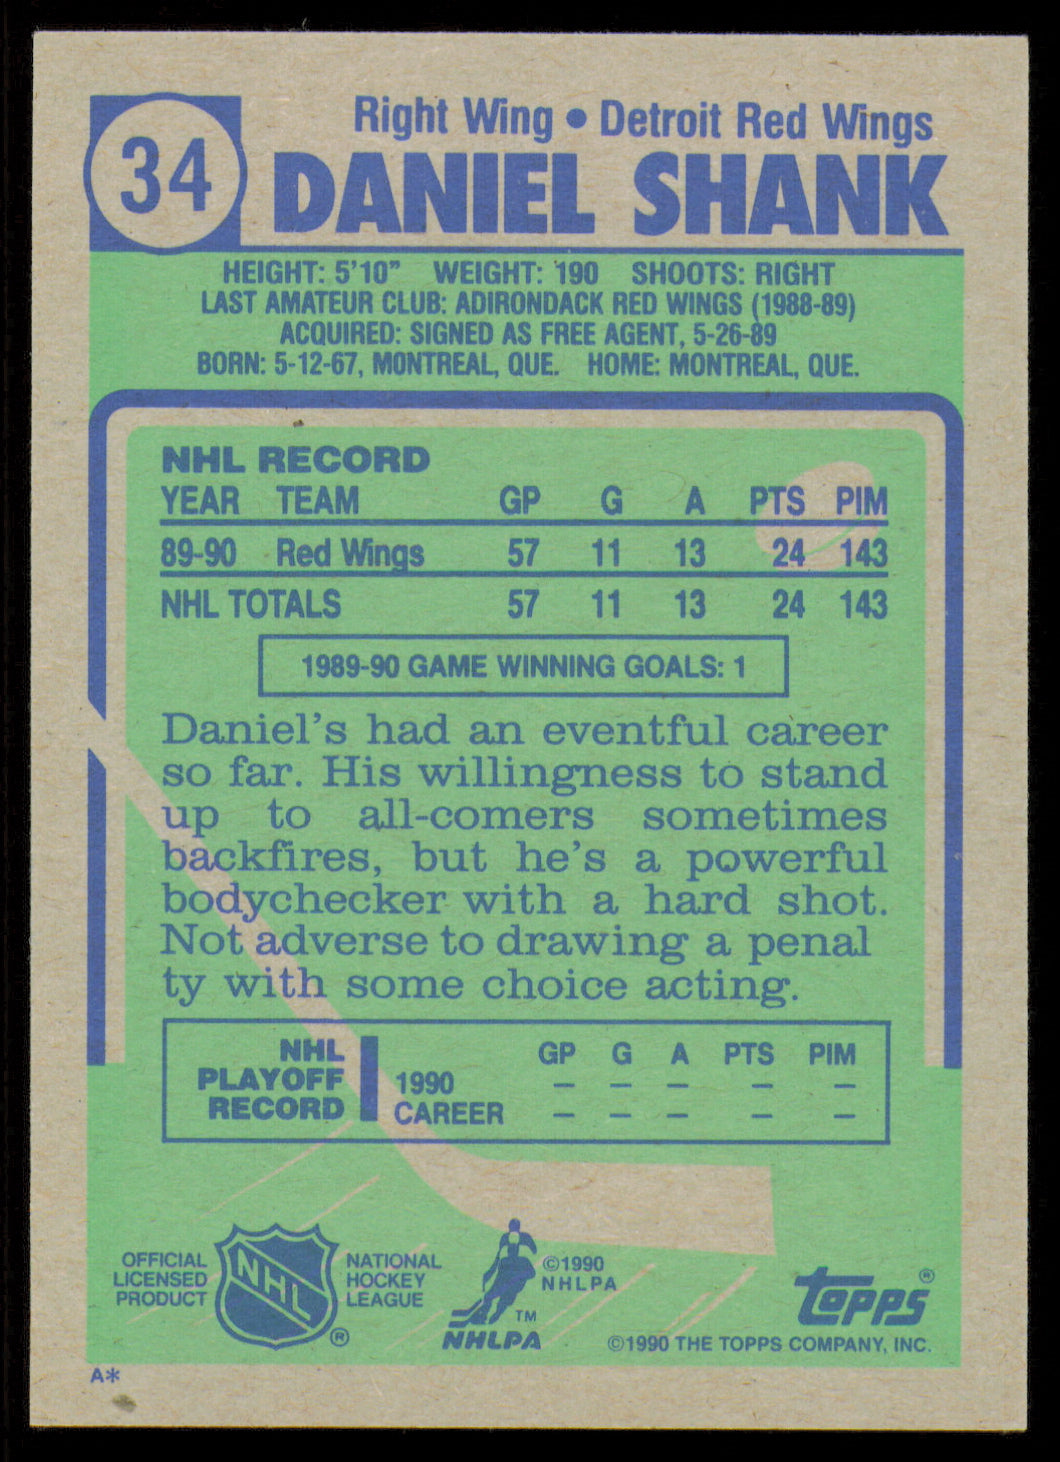 34
Right Wing • Detroit Red Wings
DANIEL SHANK
HEIGHT: 5'10" WEIGHT: 190 SHOOTS: RIGHT
LAST AMATEUR CLUB: ADIRONDACK RED WINGS (1988-89)
ACQUIRED: SIGNED AS FREE AGENT, 5-26-89
BORN: 5-12-67, MONTREAL, QUE. HOME: MONTREAL, QUE.
NHL RECORD
YEAR TEAM GP G A PTS PIM
89-90 Red Wings 57 11 13 24 143
NHL TOTALS 57 11 13 24 143
1989-90 GAME WINNING GOALS: 1
Daniel's had an eventful career
so far. His willingness to stand
up to all-comers sometimes
backfires, but he's a powerful
bodychecker with a hard shot.
Not adverse to drawing a penal
ty with some choice acting.
NHL
PLAYOFF
RECORD
GP G A PTS PIM
1990 – – – – –
CAREER – – – – –
OFFICIAL
LICENSED
PRODUCT
NHL
®
NATIONAL
HOCKEY
LEAGUE
TM
NHLPA
©1990
NHLPA
topps®
©1990 THE TOPPS COMPANY, INC.
A*